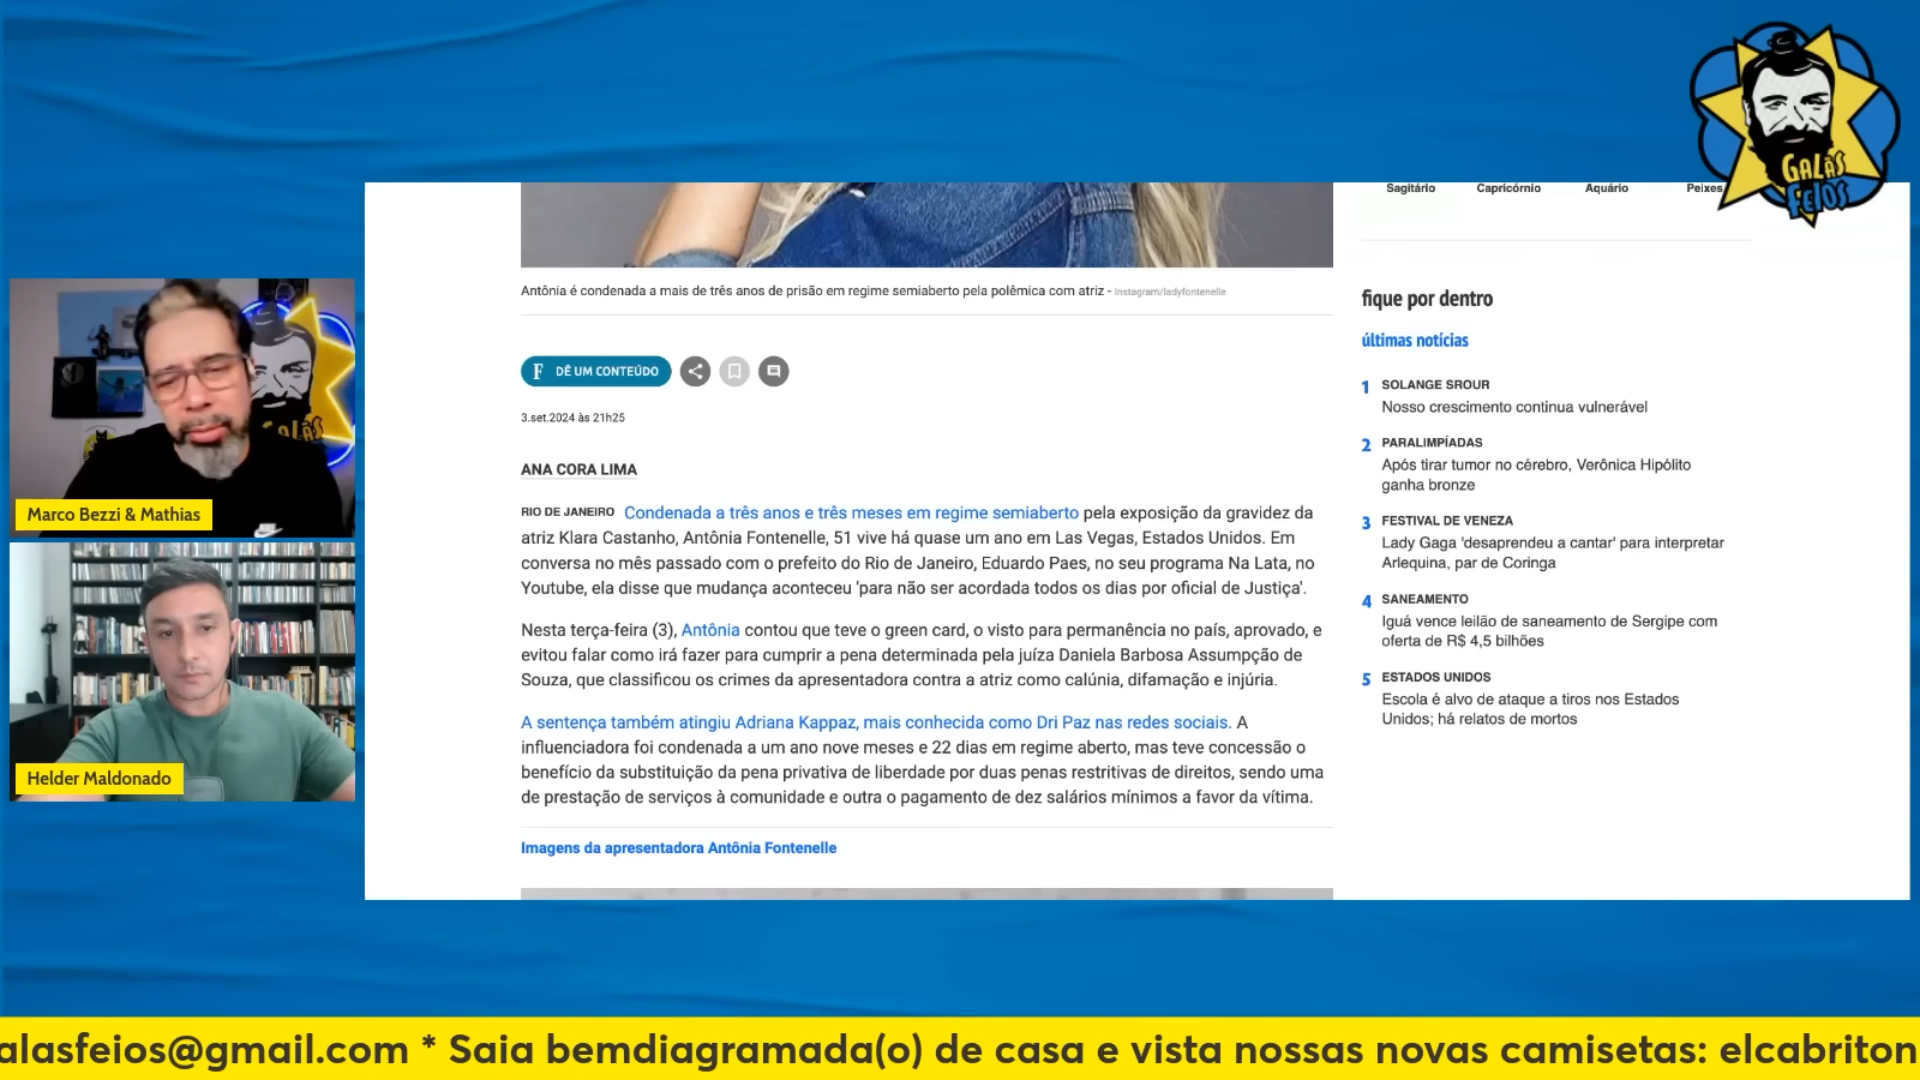 GALÃS
FEIOS
Sagitário Capricórnio Aquário Peixes
Marco Bezzi & Mathias
Helder Maldonado
Antônia é condenada a mais de três anos de prisão em regime semiaberto pela polêmica com atriz - Instagram/ladyfontenelle
F DÊ UM CONTEÚDO
3.set.2024 às 21h25
ANA CORA LIMA
RIO DE JANEIRO Condenada a três anos e três meses em regime semiaberto pela exposição da gravidez da
atriz Klara Castanho, Antônia Fontenelle, 51 vive há quase um ano em Las Vegas, Estados Unidos. Em
conversa no mês passado com o prefeito do Rio de Janeiro, Eduardo Paes, no seu programa Na Lata, no
Youtube, ela disse que mudança aconteceu 'para não ser acordada todos os dias por oficial de Justiça'.
Nesta terça-feira (3), Antônia contou que teve o green card, o visto para permanência no país, aprovado, e
evitou falar como irá fazer para cumprir a pena determinada pela juíza Daniela Barbosa Assumpção de
Souza, que classificou os crimes da apresentadora contra a atriz como calúnia, difamação e injúria.
A sentença também atingiu Adriana Kappaz, mais conhecida como Dri Paz nas redes sociais. A
influenciadora foi condenada a um ano nove meses e 22 dias em regime aberto, mas teve concessão o
benefício da substituição da pena privativa de liberdade por duas penas restritivas de direitos, sendo uma
de prestação de serviços à comunidade e outra o pagamento de dez salários mínimos a favor da vítima.
Imagens da apresentadora Antônia Fontenelle
fique por dentro
últimas notícias
1 SOLANGE SROUR
Nosso crescimento continua vulnerável
2 PARALIMPÍADAS
Após tirar tumor no cérebro, Verônica Hipólito
ganha bronze
3 FESTIVAL DE VENEZA
Lady Gaga 'desaprendeu a cantar' para interpretar
Arlequina, par de Coringa
4 SANEAMENTO
Iguá vence leilão de saneamento de Sergipe com
oferta de R$ 4,5 bilhões
5 ESTADOS UNIDOS
Escola é alvo de ataque a tiros nos Estados
Unidos; há relatos de mortos
alasfeios@gmail.com * Saia bemdiagramada(o) de casa e vista nossas novas camisetas: elcabriton